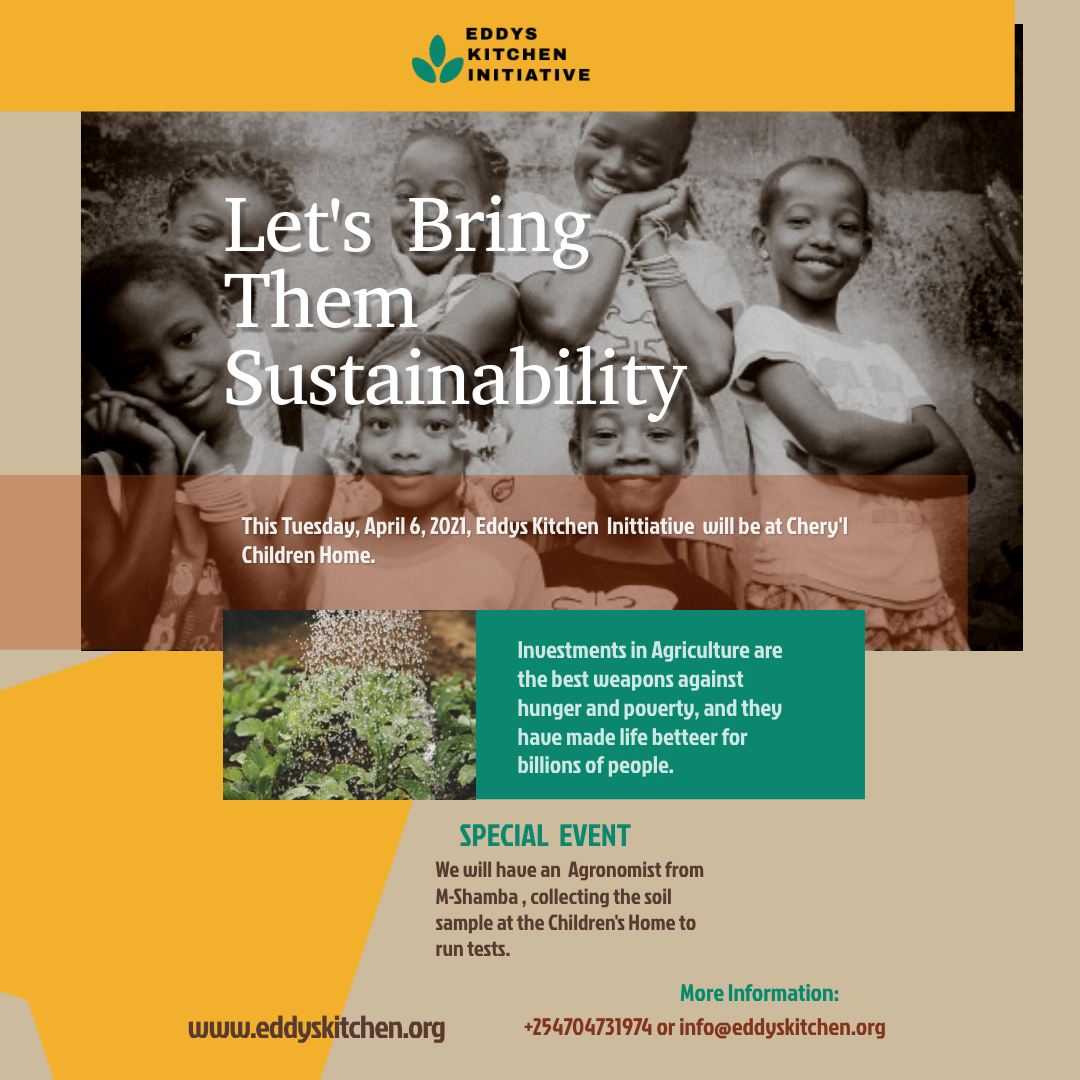 EDDYS
KITCHEN
INITIATIVE
Let's Bring
Them
Sustainability
This Tuesday, April 6, 2021, Eddys Kitchen Inittiative will be at Chery'l
Children Home.
Investments in Agriculture are
the best weapons against
hunger and poverty, and they
have made life betteer for
billions of people.
SPECIAL EVENT
We will have an Agronomist from
M-Shamba , collecting the soil
sample at the Children's Home to
run tests.
More Information:
www.eddyskitchen.org
+254704731974 or info@eddyskitchen.org